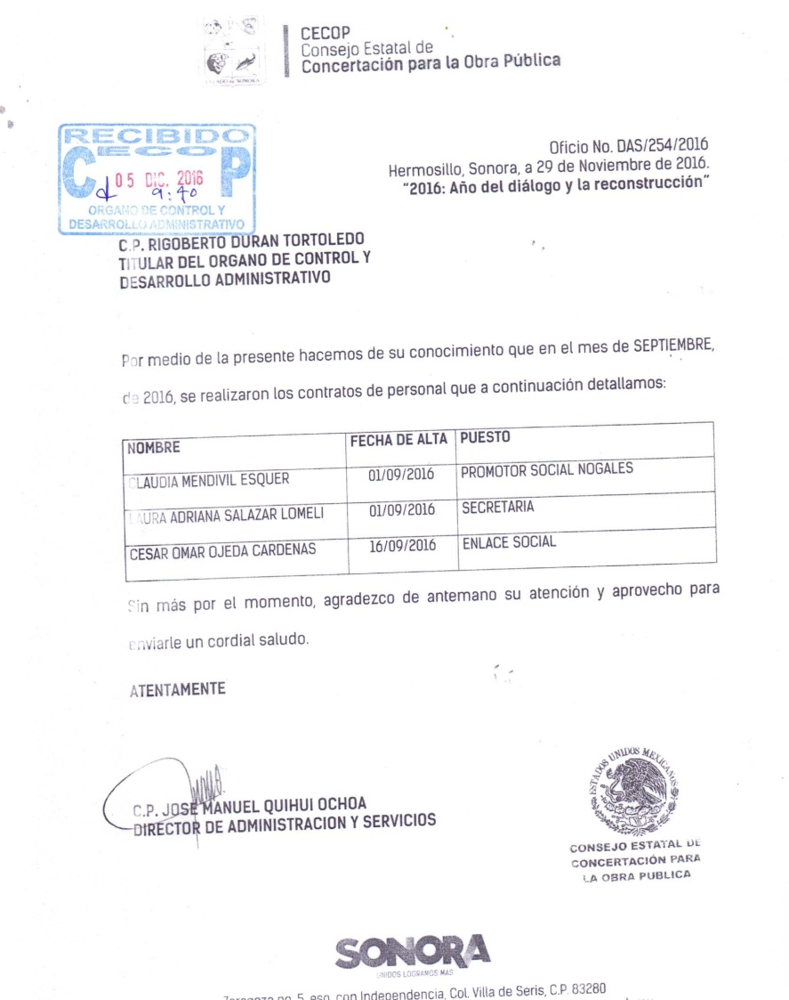 CECOP
Consejo Estatal de
Concertación para la Obra Pública
RECIBIDO
CECOP
05 DIC. 2016
9:40
ORGANO DE CONTROL Y
DESARROLLO ADMINISTRATIVO
Oficio No. DAS/254/2016
Hermosillo, Sonora, a 29 de Noviembre de 2016.
"2016: Año del diálogo y la reconstrucción"
C.P. RIGOBERTO DURAN TORTOLEDO
TITULAR DEL ORGANO DE CONTROL Y
DESARROLLO ADMINISTRATIVO
Por medio de la presente hacemos de su conocimiento que en el mes de SEPTIEMBRE,
de 2016, se realizaron los contratos de personal que a continuación detallamos:
NOMBRE FECHA DE ALTA PUESTO
CLAUDIA MENDIVIL ESQUER 01/09/2016 PROMOTOR SOCIAL NOGALES
LAURA ADRIANA SALAZAR LOMELI 01/09/2016 SECRETARIA
CESAR OMAR OJEDA CARDENAS 16/09/2016 ENLACE SOCIAL
Sin más por el momento, agradezco de antemano su atención y aprovecho para
enviarle un cordial saludo.
ATENTAMENTE
C.P. JOSE MANUEL QUIHUI OCHOA
DIRECTOR DE ADMINISTRACION Y SERVICIOS
ESTADOS UNIDOS MEXICANOS
CONSEJO ESTATAL DE
CONCERTACIÓN PARA
LA OBRA PUBLICA
SONORA
UNIDOS LOGRAMOS MÁS
Zaragoza no. 5, esq. con Independencia, Col. Villa de Seris, C.P. 83280